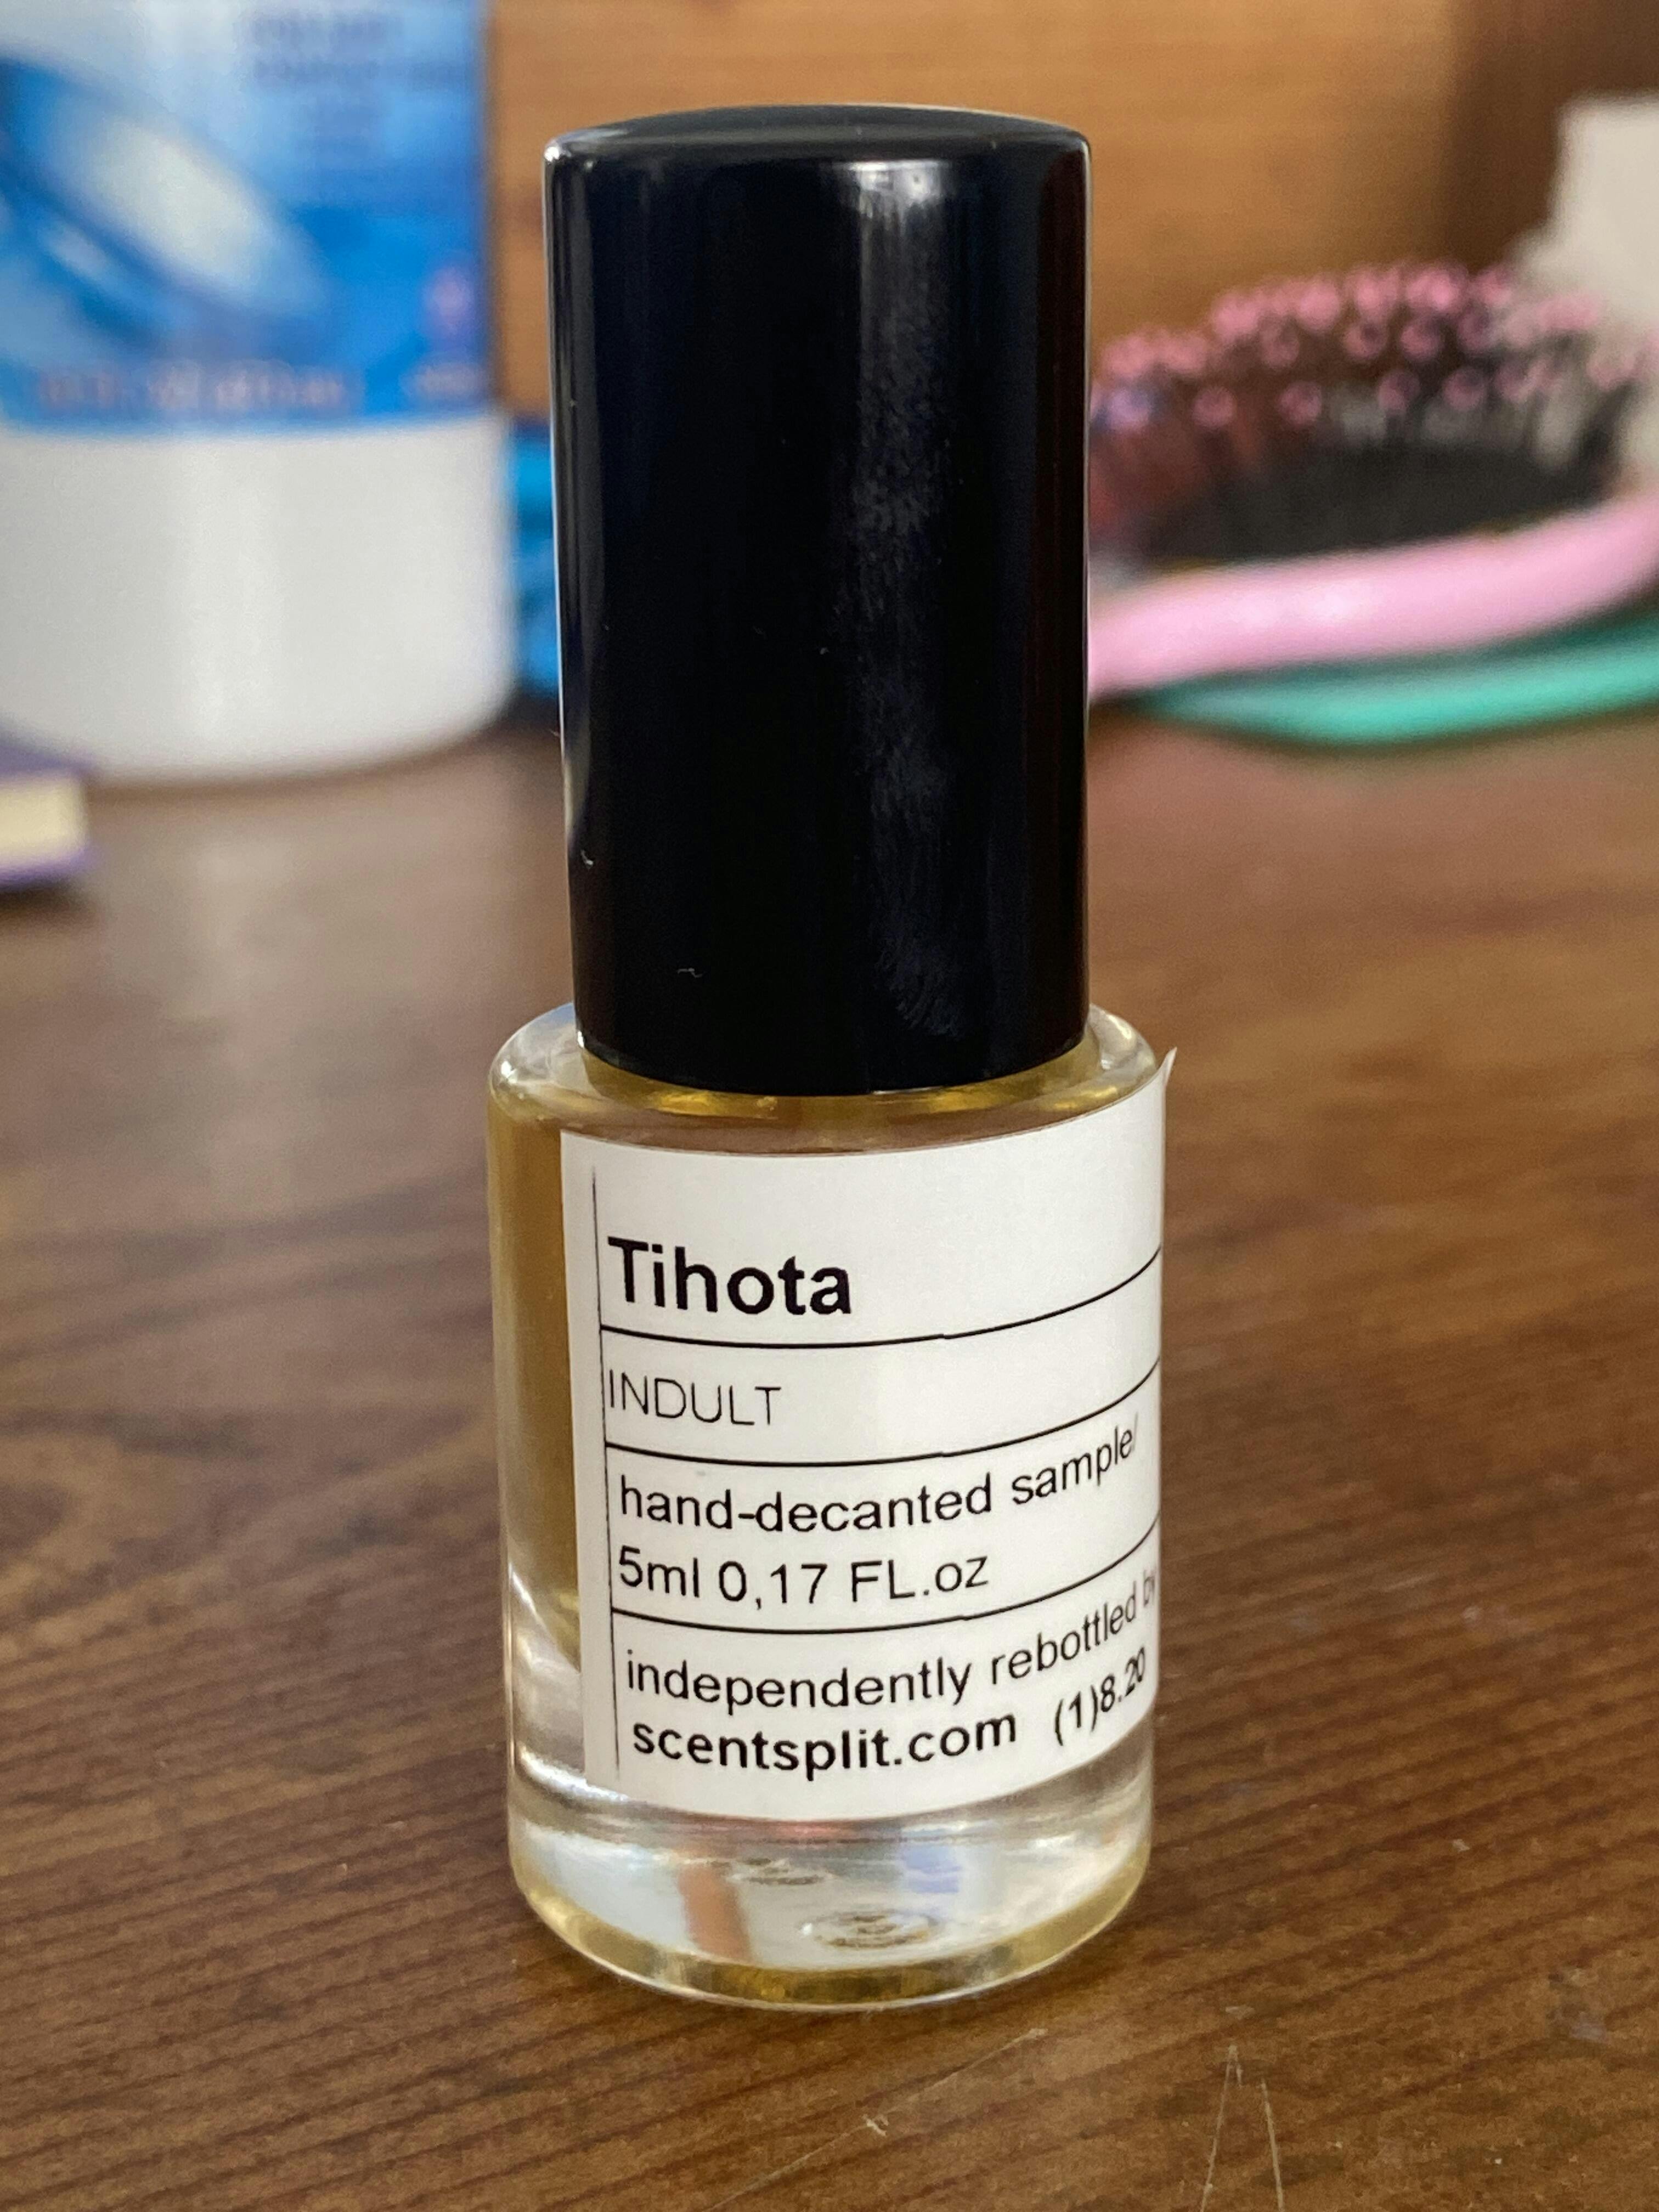 Tihota
INDULT
hand-decanted sample/
5ml 0,17 FL.oz
independently rebottled by
scentsplit.com (1)8.20